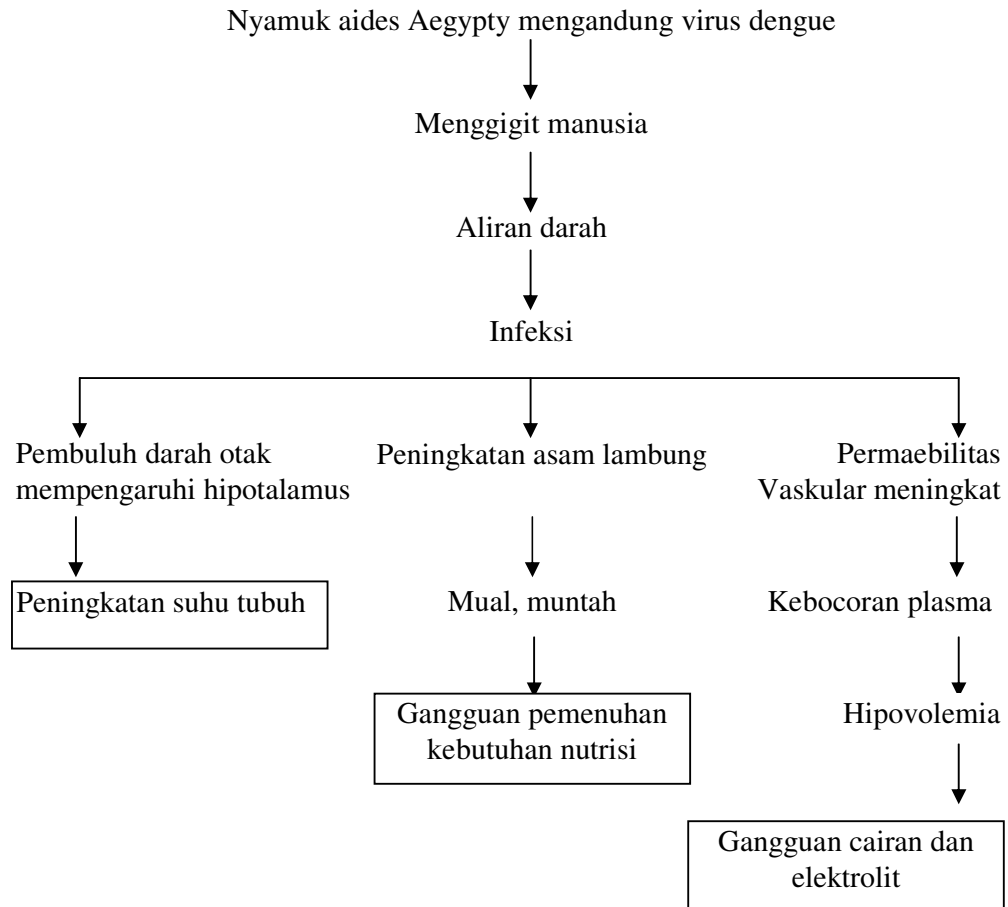 Nyamuk aides Aegypty mengandung virus dengue
Menggigit manusia
Aliran darah
Infeksi
Pembuluh darah otak
mempengaruhi hipotalamus
Peningkatan asam lambung
Permaebilitas
Vaskular meningkat
Peningkatan suhu tubuh
Mual, muntah
Kebocoran plasma
Gangguan pemenuhan
kebutuhan nutrisi
Hipovolemia
Gangguan cairan dan
elektrolit